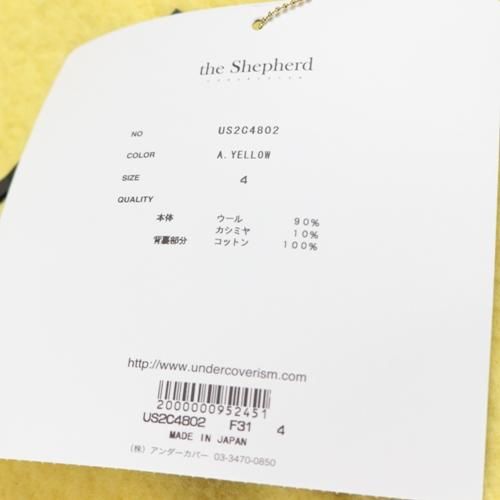 the Shepherd
NO US2C4802
COLOR A.YELLOW
SIZE 4
QUALITY
本体 ウール 90%
カシミヤ 10%
背裏部分 コットン 100%
http://www.undercoverism.com
2000000952451
US2C4802 F31 4
MADE IN JAPAN
(株) アンダーカバー 03-3470-0850